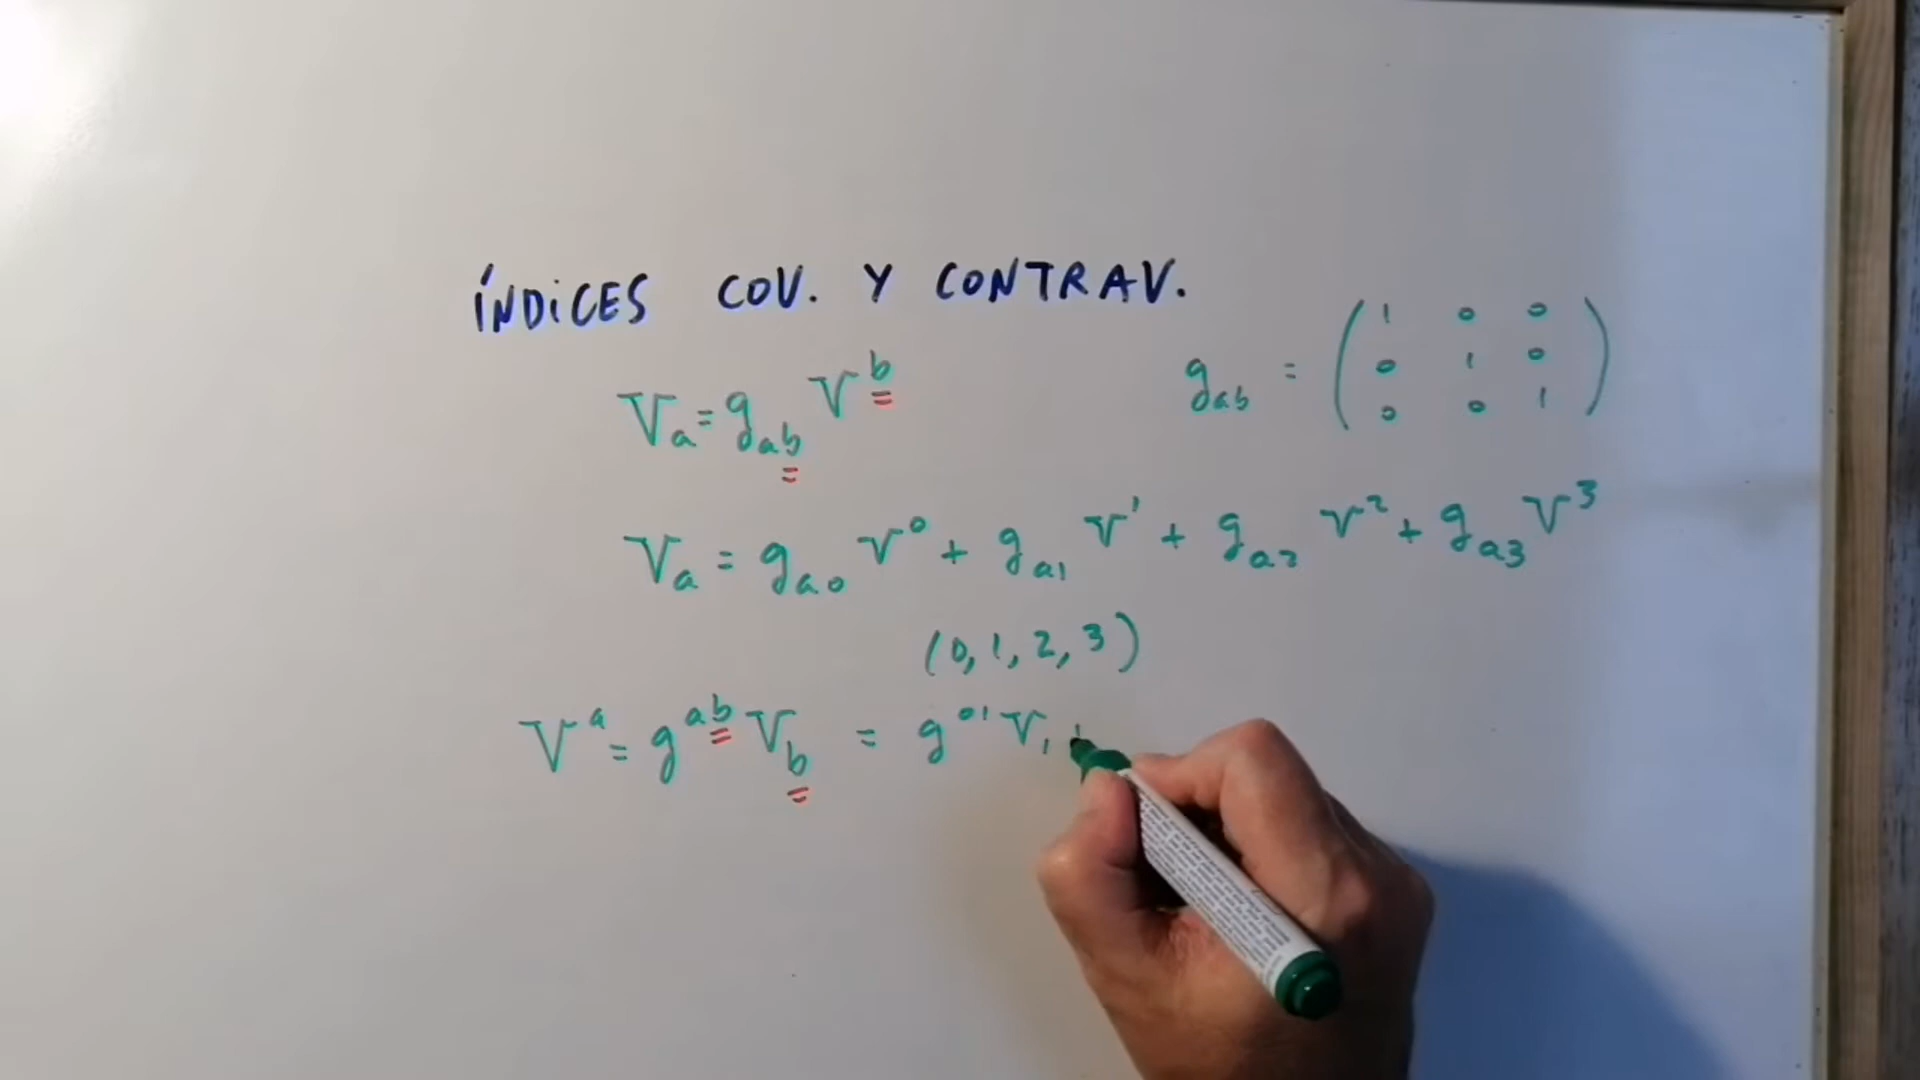 ÍNDICES COV. Y CONTRAV.
V_a = g_ab V^b
g_ab = ( 1 0 0
0 1 0
0 0 1 )
V_a = g_a0 V^0 + g_a1 V^1 + g_a2 V^2 + g_a3 V^3
(0, 1, 2, 3)
V^a = g^ab V_b = g^01 V_1